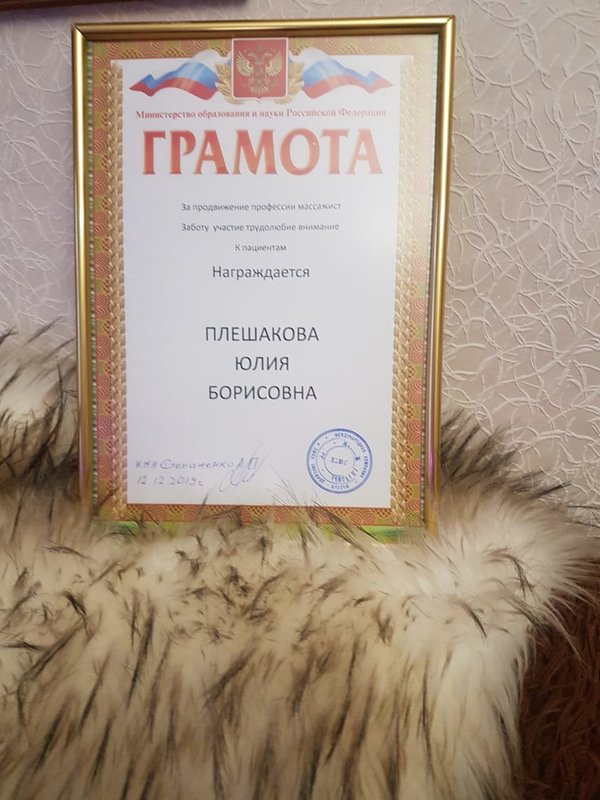 Министерство образования и науки Российской Федерации
ГРАМОТА
За продвижение профессии массажист
Заботу участие трудолюбие внимание
К пациентам
Награждается
ПЛЕШАКОВА
ЮЛИЯ
БОРИСОВНА
к.м.н. Степаненко А.П.
12.12.2019г